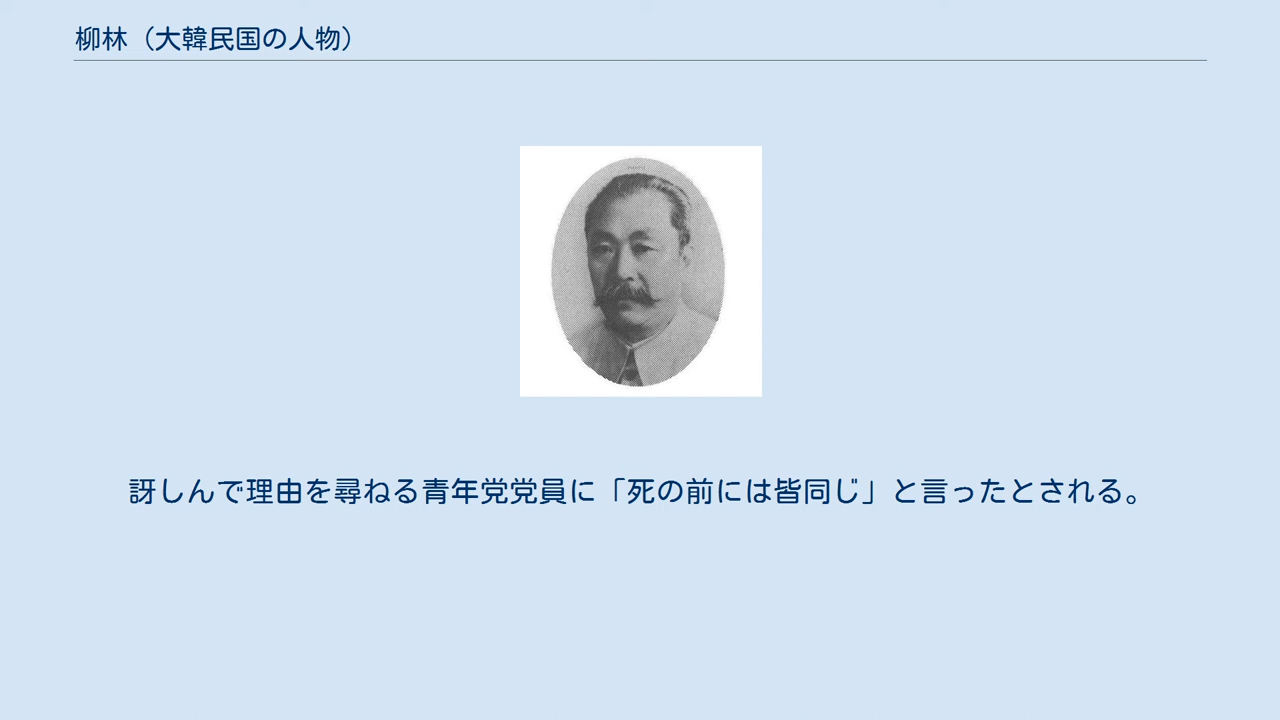 柳林（大韓民国の人物）
訝しんで理由を尋ねる青年党党員に「死の前には皆同じ」と言ったとされる。